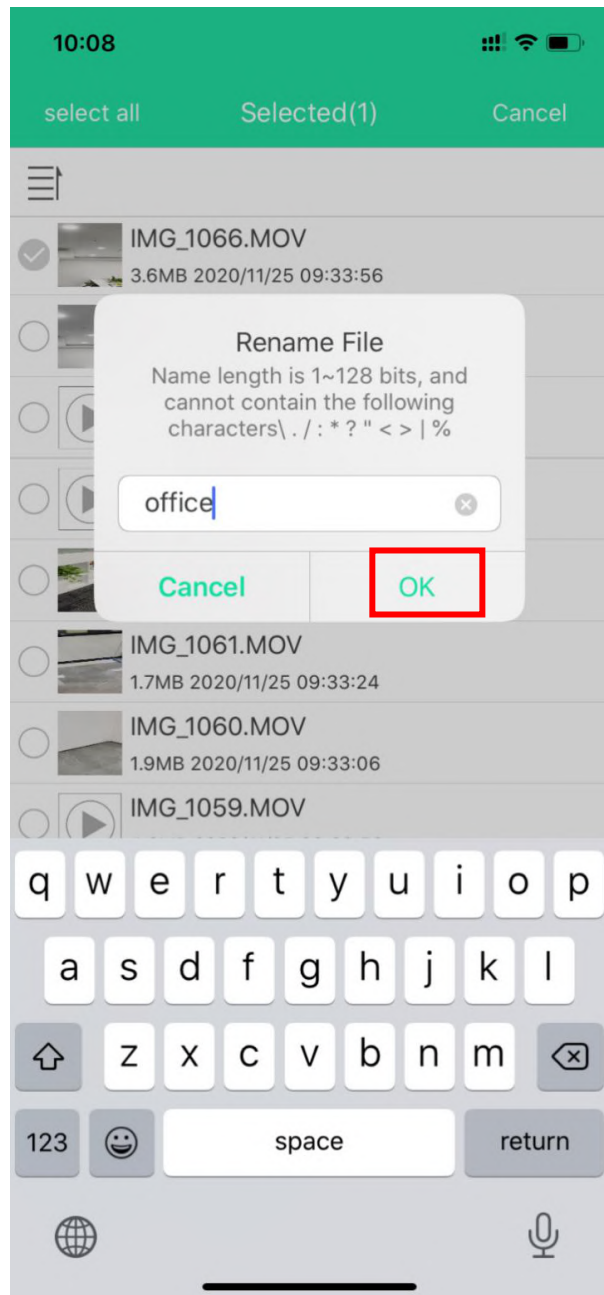 10:08
select all Selected(1) Cancel
IMG_1066.MOV
3.6MB 2020/11/25 09:33:56
Rename File
Name length is 1~128 bits, and
cannot contain the following
characters\ . / : * ? " < > | %
office
Cancel OK
IMG_1061.MOV
1.7MB 2020/11/25 09:33:24
IMG_1060.MOV
1.9MB 2020/11/25 09:33:06
IMG_1059.MOV
q w e r t y u i o p
a s d f g h j k l
z x c v b n m
123 space return